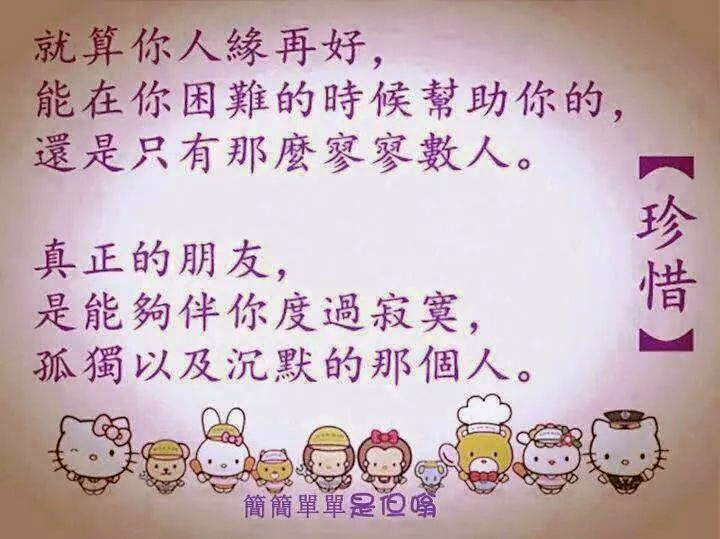 就算你人緣再好，
能在你困難的時候幫助你的，
還是只有那麼寥寥數人。
真正的朋友，
是能夠伴你度過寂寞，
孤獨以及沉默的那個人。
【珍惜】
簡簡單單是但噏